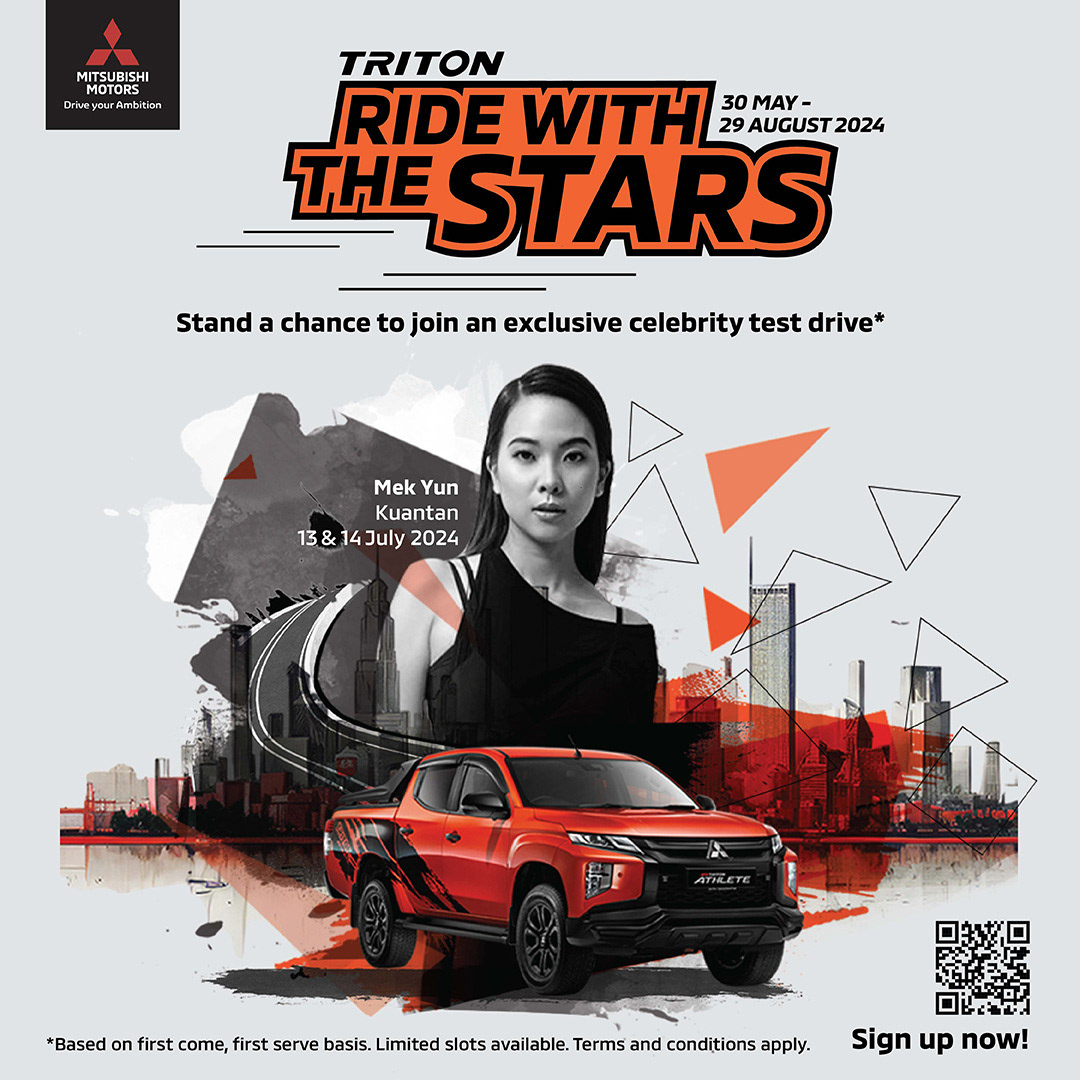 MITSUBISHI
MOTORS
Drive your Ambition
TRITON
RIDE WITH
THE STARS
30 MAY -
29 AUGUST 2024
Stand a chance to join an exclusive celebrity test drive*
Mek Yun
Kuantan
13 & 14 July 2024
TRITON
ATHLETE
Sign up now!
*Based on first come, first serve basis. Limited slots available. Terms and conditions apply.